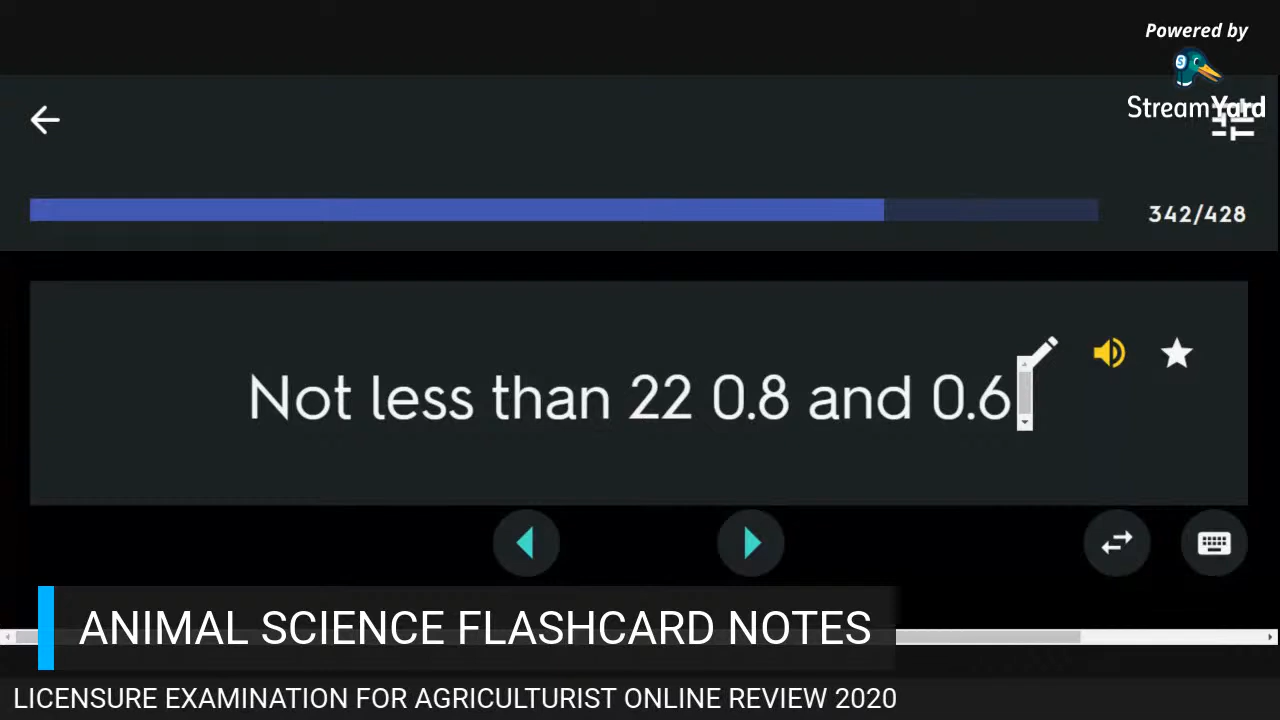 Powered by
StreamYard
342/428
Not less than 22 0.8 and 0.6
ANIMAL SCIENCE FLASHCARD NOTES
LICENSURE EXAMINATION FOR AGRICULTURIST ONLINE REVIEW 2020